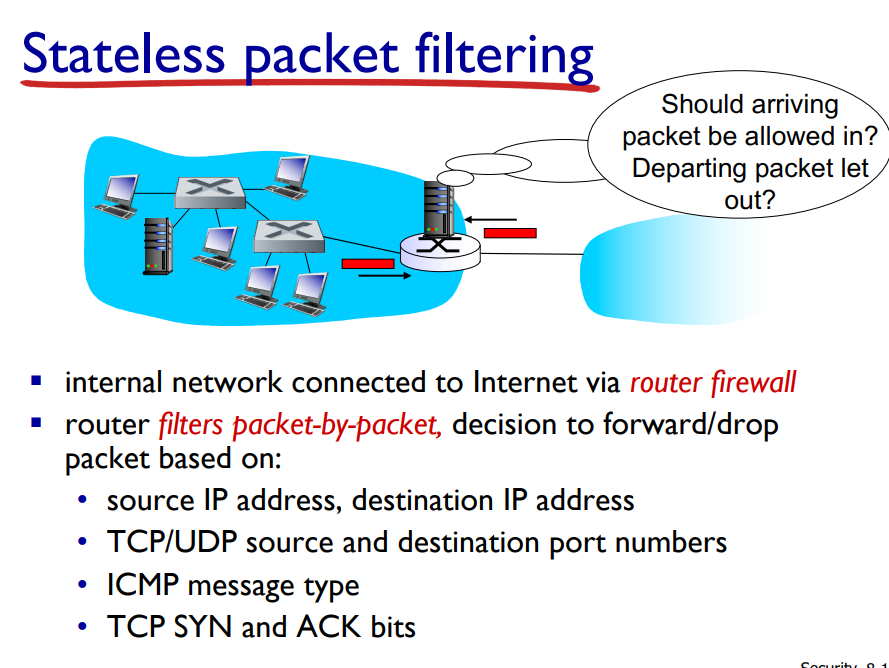 Stateless packet filtering
Should arriving
packet be allowed in?
Departing packet let
out?
▪ internal network connected to Internet via router firewall
▪ router filters packet-by-packet, decision to forward/drop
packet based on:
• source IP address, destination IP address
• TCP/UDP source and destination port numbers
• ICMP message type
• TCP SYN and ACK bits
Security